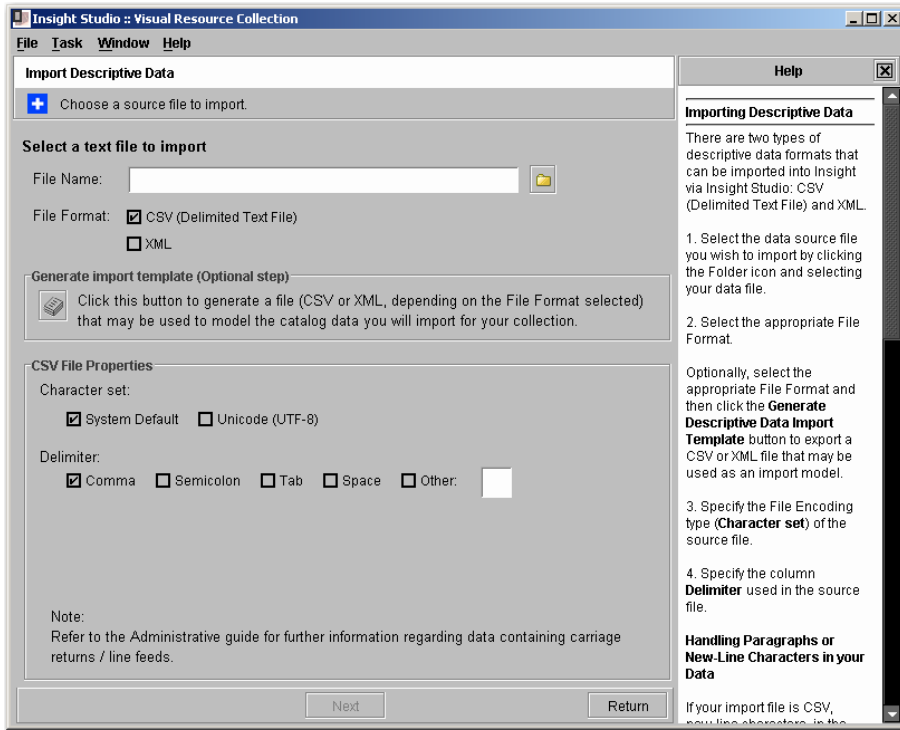 Insight Studio :: Visual Resource Collection
File Task Window Help
Import Descriptive Data
Choose a source file to import.
Select a text file to import
File Name:
File Format: CSV (Delimited Text File)
XML
Generate import template (Optional step)
Click this button to generate a file (CSV or XML, depending on the File Format selected)
that may be used to model the catalog data you will import for your collection.
CSV File Properties
Character set:
System Default Unicode (UTF-8)
Delimiter:
Comma Semicolon Tab Space Other:
Note:
Refer to the Administrative guide for further information regarding data containing carriage
returns / line feeds.
Next Return
Help
Importing Descriptive Data
There are two types of
descriptive data formats that
can be imported into Insight
via Insight Studio: CSV
(Delimited Text File) and XML.
1. Select the data source file
you wish to import by clicking
the Folder icon and selecting
your data file.
2. Select the appropriate File
Format.
Optionally, select the
appropriate File Format and
then click the Generate
Descriptive Data Import
Template button to export a
CSV or XML file that may be
used as an import model.
3. Specify the File Encoding
type (Character set) of the
source file.
4. Specify the column
Delimiter used in the source
file.
Handling Paragraphs or
New-Line Characters in your
Data
If your import file is CSV,
new line characters, in the